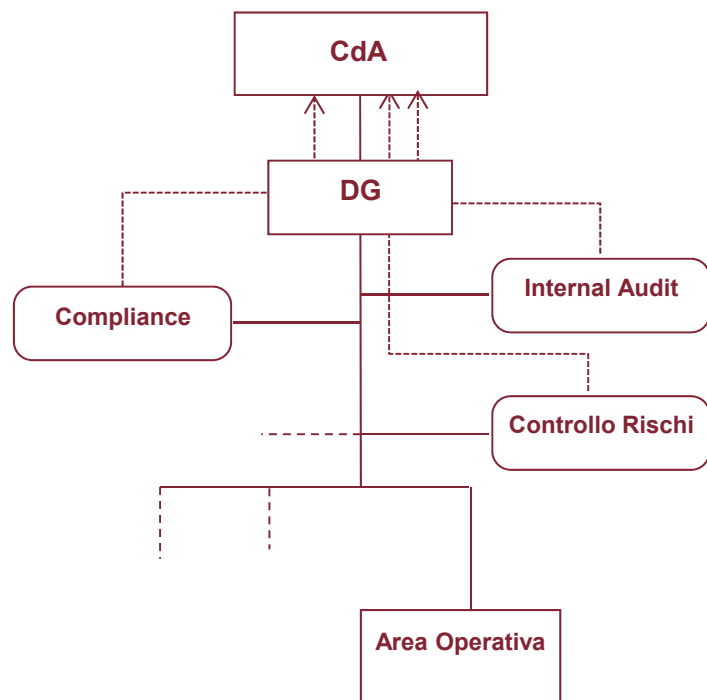 CdA
DG
Internal Audit
Compliance
Controllo Rischi
Area Operativa